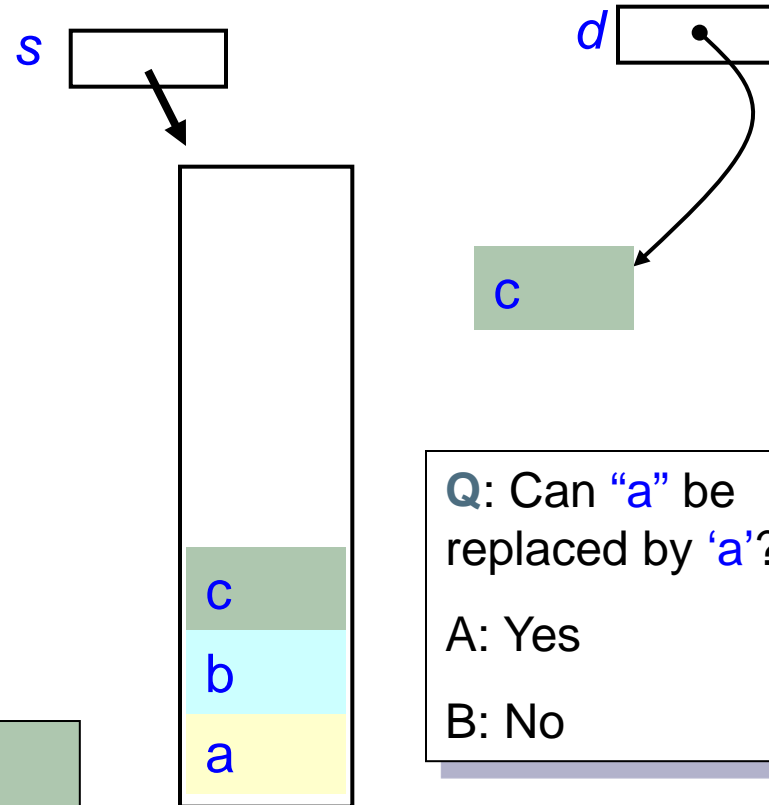 s
d
c
c
b
a
Q: Can “a” be
replaced by ‘a’?
A: Yes
B: No